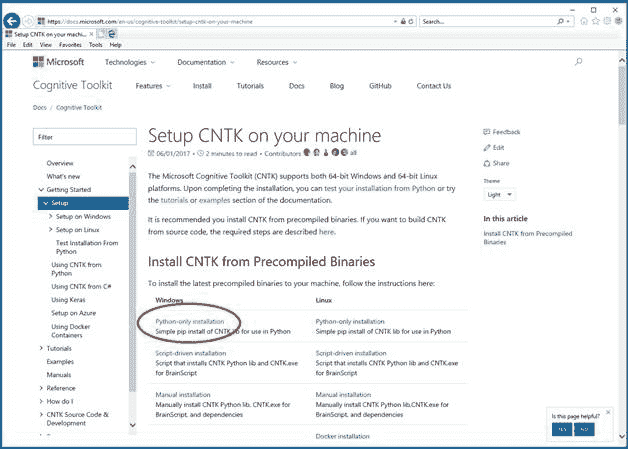 https://docs.microsoft.com/en-us/cognitive-toolkit/setup-cntk-on-your-machine
Search...
Setup CNTK on your machine...
File Edit View Favorites Tools Help
Microsoft
Technologies
Documentation
Resources
Cognitive Toolkit
Features
Install
Tutorials
Docs
Blog
GitHub
Contact Us
Docs / Cognitive Toolkit
Filter
Overview
What's new
Getting Started
Setup
Setup on Windows
Setup on Linux
Test Installation From
Python
Using CNTK from
Python
Using CNTK from C#
Using Keras
Setup on Azure
Using Docker
Containers
Tutorials
Examples
Manuals
Reference
How do I
CNTK Source Code &
Development
Setup CNTK on your machine
06/01/2017 • 2 minutes to read • Contributors all
The Microsoft Cognitive Toolkit (CNTK) supports both 64-bit Windows and 64-bit Linux
platforms. Upon completing the installation, you can test your installation from Python or try
the tutorials or examples section of the documentation.
It is recommended you install CNTK from precompiled binaries. If you want to build CNTK
from source code, the required steps are described here.
Install CNTK from Precompiled Binaries
To install the latest precompiled binaries to your machine, follow the instructions here:
Windows
Linux
Python-only installation
Simple pip install of CNTK lib for use in Python
Python-only installation
Simple pip install of CNTK lib for use in Python
Script-driven installation
Script that installs CNTK Python lib and CNTK.exe
for BrainScript
Script-driven installation
Script that installs CNTK Python lib and CNTK.exe
for BrainScript
Manual installation
Manually install CNTK Python lib, CNTK.exe for
BrainScript, and dependencies
Manual installation
Manually install CNTK Python lib,CNTK.exe for
BrainScript, and dependencies
Docker installation
Feedback
Edit
Share
Theme
Light
In this article
Install CNTK from Precompiled
Binaries
Is this page helpful?
YES
NO